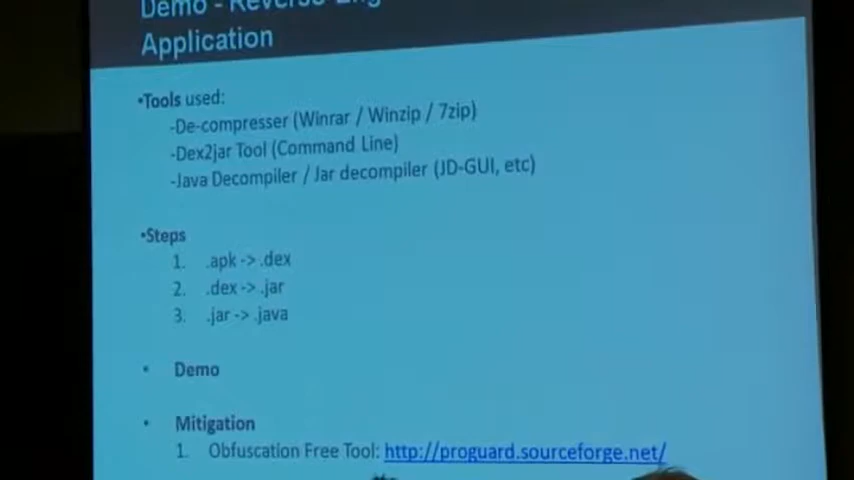 Demo - Reverse-Eng
Application
•Tools used:
-De-compresser (Winrar / Winzip / 7zip)
-Dex2jar Tool (Command Line)
-Java Decompiler / Jar decompiler (JD-GUI, etc)
•Steps
1. .apk -> .dex
2. .dex -> .jar
3. .jar -> .java
• Demo
• Mitigation
1. Obfuscation Free Tool: http://proguard.sourceforge.net/